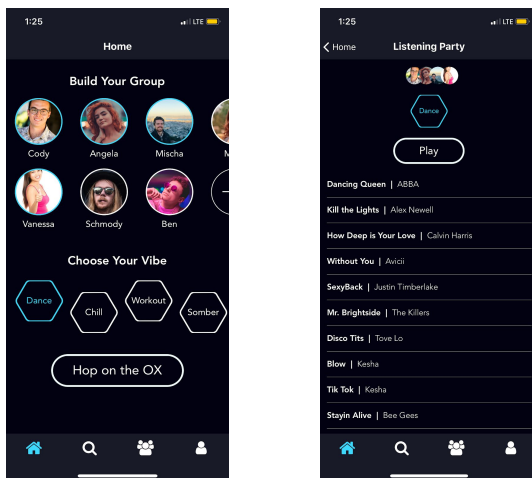 1:25
LTE
Home
Build Your Group
Cody
Angela
Mischa
Vanessa
Schmody
Ben
Choose Your Vibe
Dance
Chill
Workout
Somber
Hop on the OX
1:25
LTE
Home
Listening Party
Dance
Play
Dancing Queen | ABBA
Kill the Lights | Alex Newell
How Deep is Your Love | Calvin Harris
Without You | Avicii
SexyBack | Justin Timberlake
Mr. Brightside | The Killers
Disco Tits | Tove Lo
Blow | Kesha
Tik Tok | Kesha
Stayin Alive | Bee Gees